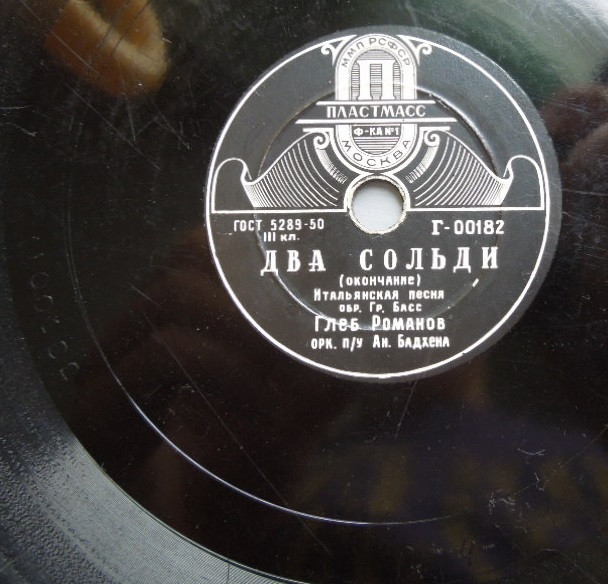 ММП РСФСР
П
ПЛАСТМАСС
Ф-КА №1
МОСКВА
ГОСТ 5289-50
III кл.
Г-00182
ДВА СОЛЬДИ
(ОКОНЧАНИЕ)
Итальянская песня
ОБР. Гр. Басс
Глеб Романов
ОРК. П/У Ан. Бадхена